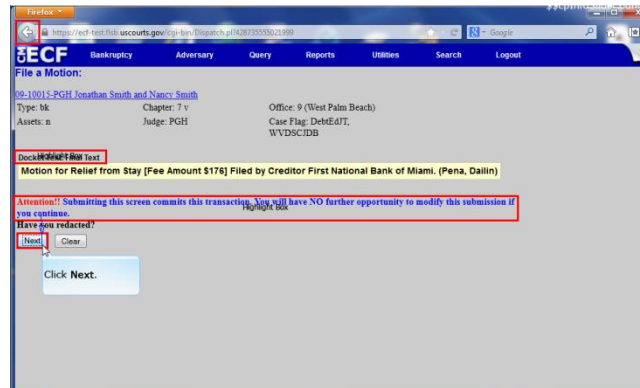 Firefox
https://ecf-test.flsb.uscourts.gov/cgi-bin/Dispatch.pl?428735555021999
Google
ECF Bankruptcy Adversary Query Reports Utilities Search Logout
File a Motion:
09-10015-PGH Jonathan Smith and Nancy Smith
Type: bk Chapter: 7 v Office: 9 (West Palm Beach)
Assets: n Judge: PGH Case Flag: DebtEdJT,
WVDSCJDB
Highlight Box
Docket Text: Final Text
Motion for Relief from Stay [Fee Amount $176] Filed by Creditor First National Bank of Miami. (Pena, Dailin)
Attention!! Submitting this screen commits this transaction. You will have NO further opportunity to modify this submission if
you continue.
Highlight Box
Have you redacted?
Next Clear
Click Next.